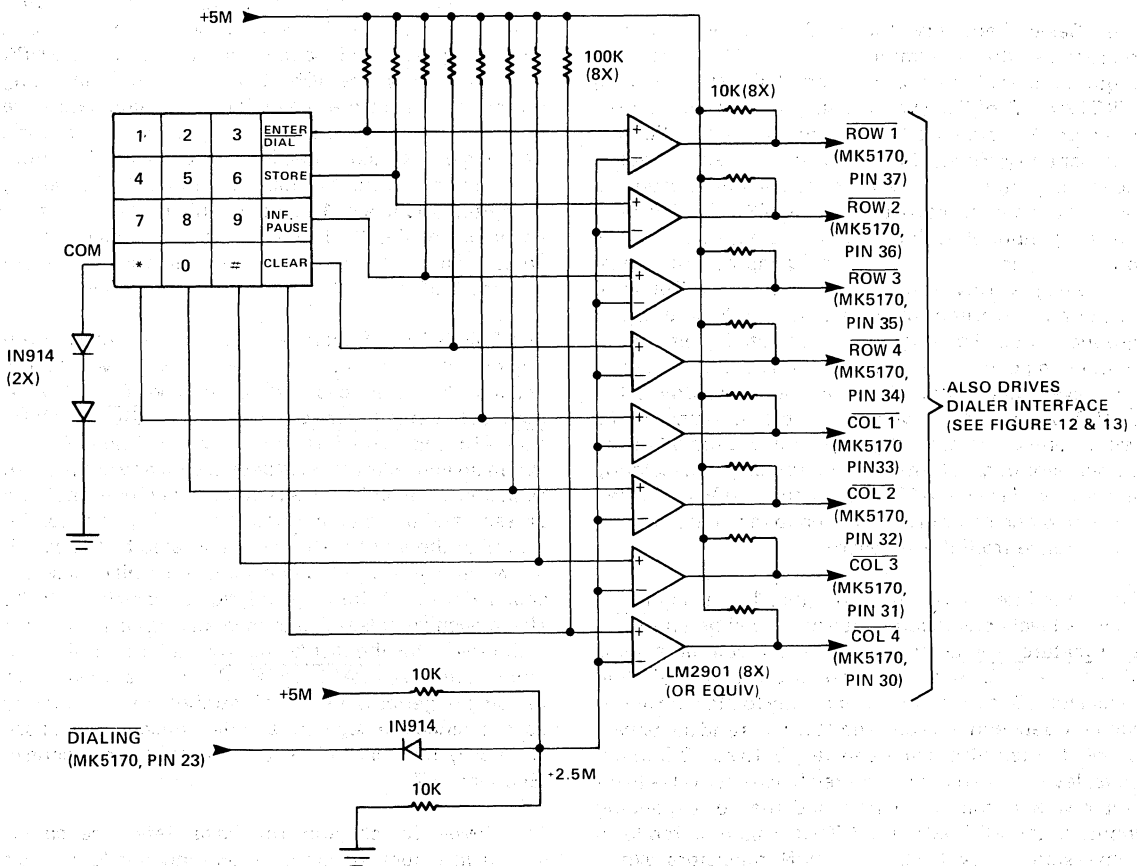 +5M
100K
(8X)
10K(8X)
1 2 3 ENTER
DIAL
4 5 6 STORE
7 8 9 INF.
PAUSE
* 0 # CLEAR
COM
IN914
(2X)
+ −
ROW 1
(MK5170,
PIN 37)
+ −
ROW 2
(MK5170,
PIN 36)
+ −
ROW 3
(MK5170,
PIN 35)
+ −
ROW 4
(MK5170,
PIN 34)
+ −
COL 1
(MK5170
PIN33)
+ −
COL 2
(MK5170,
PIN 32)
+ −
COL 3
(MK5170,
PIN 31)
+ −
COL 4
(MK5170,
PIN 30)
LM2901 (8X)
(OR EQUIV)
ALSO DRIVES
DIALER INTERFACE
(SEE FIGURE 12 & 13)
+5M
10K
DIALING
(MK5170, PIN 23)
IN914
+2.5M
10K